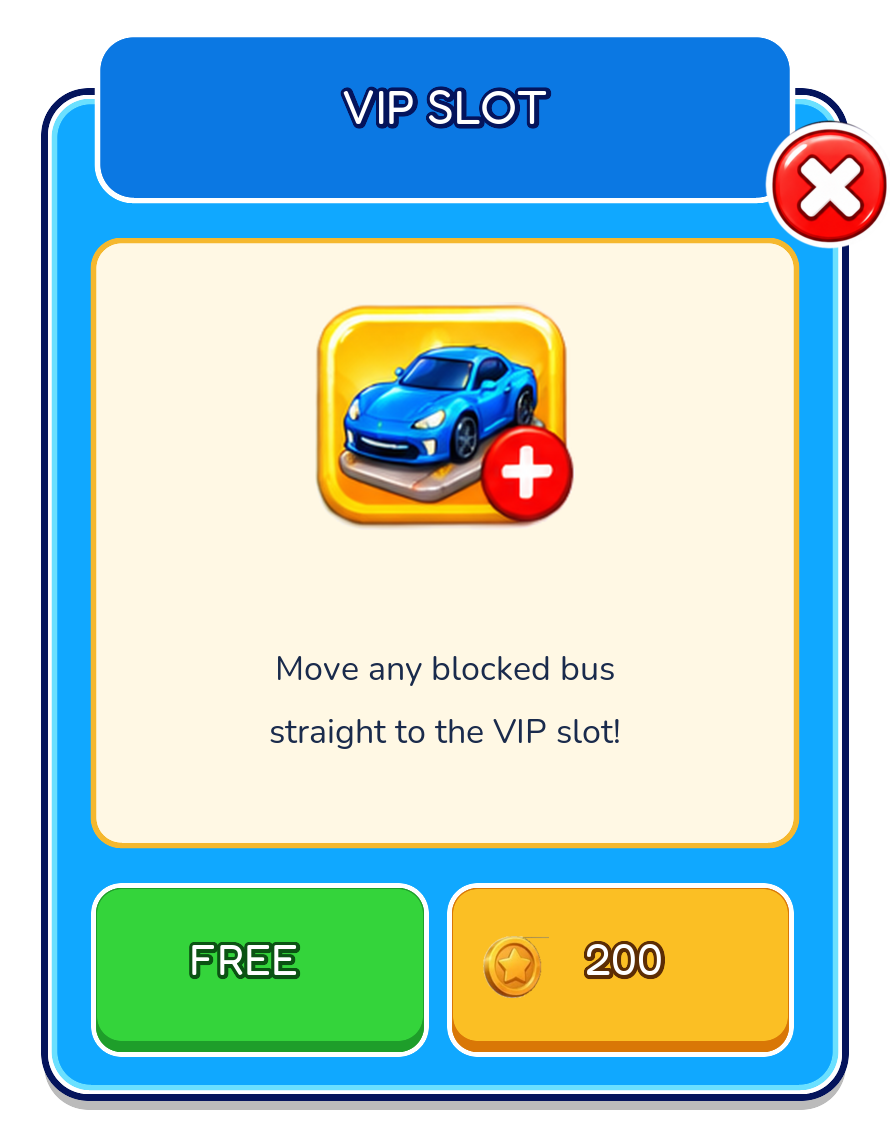 VIP SLOT
Move any blocked bus
straight to the VIP slot!
FREE
200